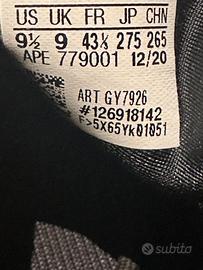 US UK FR JP CHN
9½ 9 43⅓ 275 265
APE 779001 12/20
ART GY7926
#126918142
E>5X65Yk01051
subito